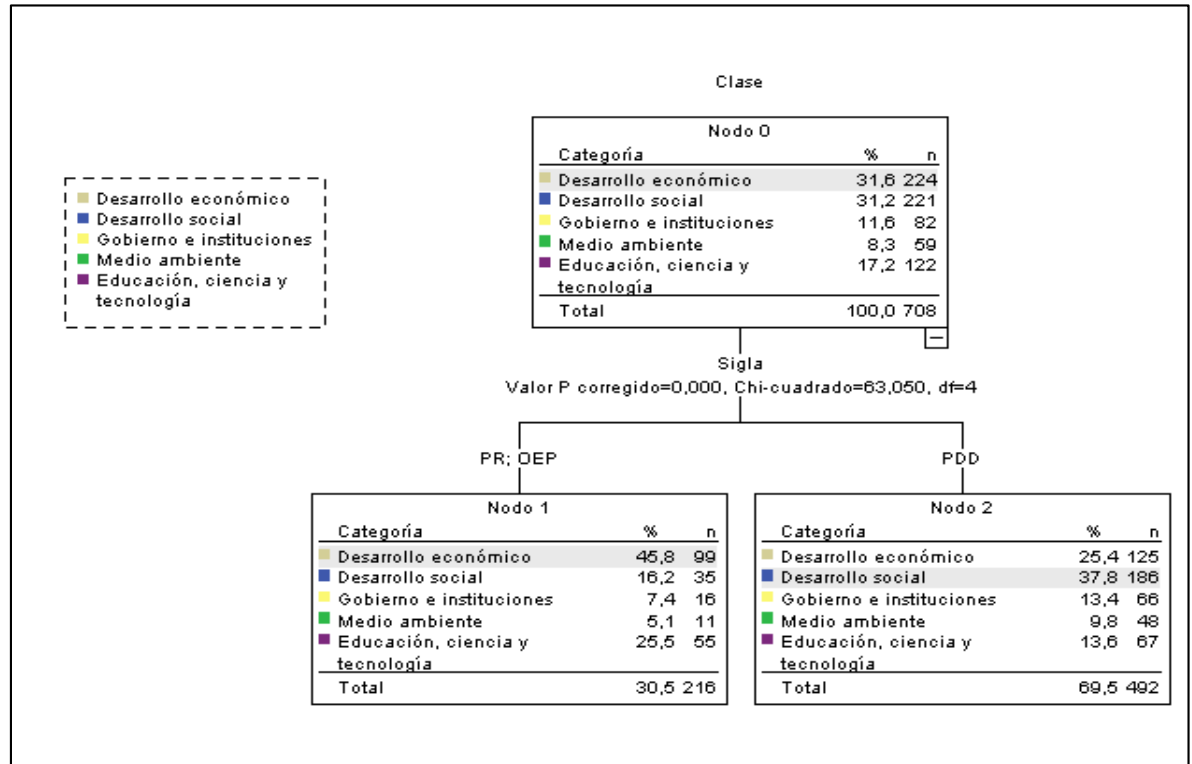 Clase
Nodo 0
Categoría % n
Desarrollo económico 31,6 224
Desarrollo social 31,2 221
Gobierno e instituciones 11,6 82
Medio ambiente 8,3 59
Educación, ciencia y 17,2 122
tecnología
Total 100,0 708
Desarrollo económico
Desarrollo social
Gobierno e instituciones
Medio ambiente
Educación, ciencia y
tecnología
Sigla
Valor P corregido=0,000, Chi-cuadrado=63,050, df=4
PR; OEP
PDD
Nodo 1
Categoría % n
Desarrollo económico 45,8 99
Desarrollo social 16,2 35
Gobierno e instituciones 7,4 16
Medio ambiente 5,1 11
Educación, ciencia y 25,5 55
tecnología
Total 30,5 216
Nodo 2
Categoría % n
Desarrollo económico 25,4 125
Desarrollo social 37,8 186
Gobierno e instituciones 13,4 66
Medio ambiente 9,8 48
Educación, ciencia y 13,6 67
tecnología
Total 69,5 492